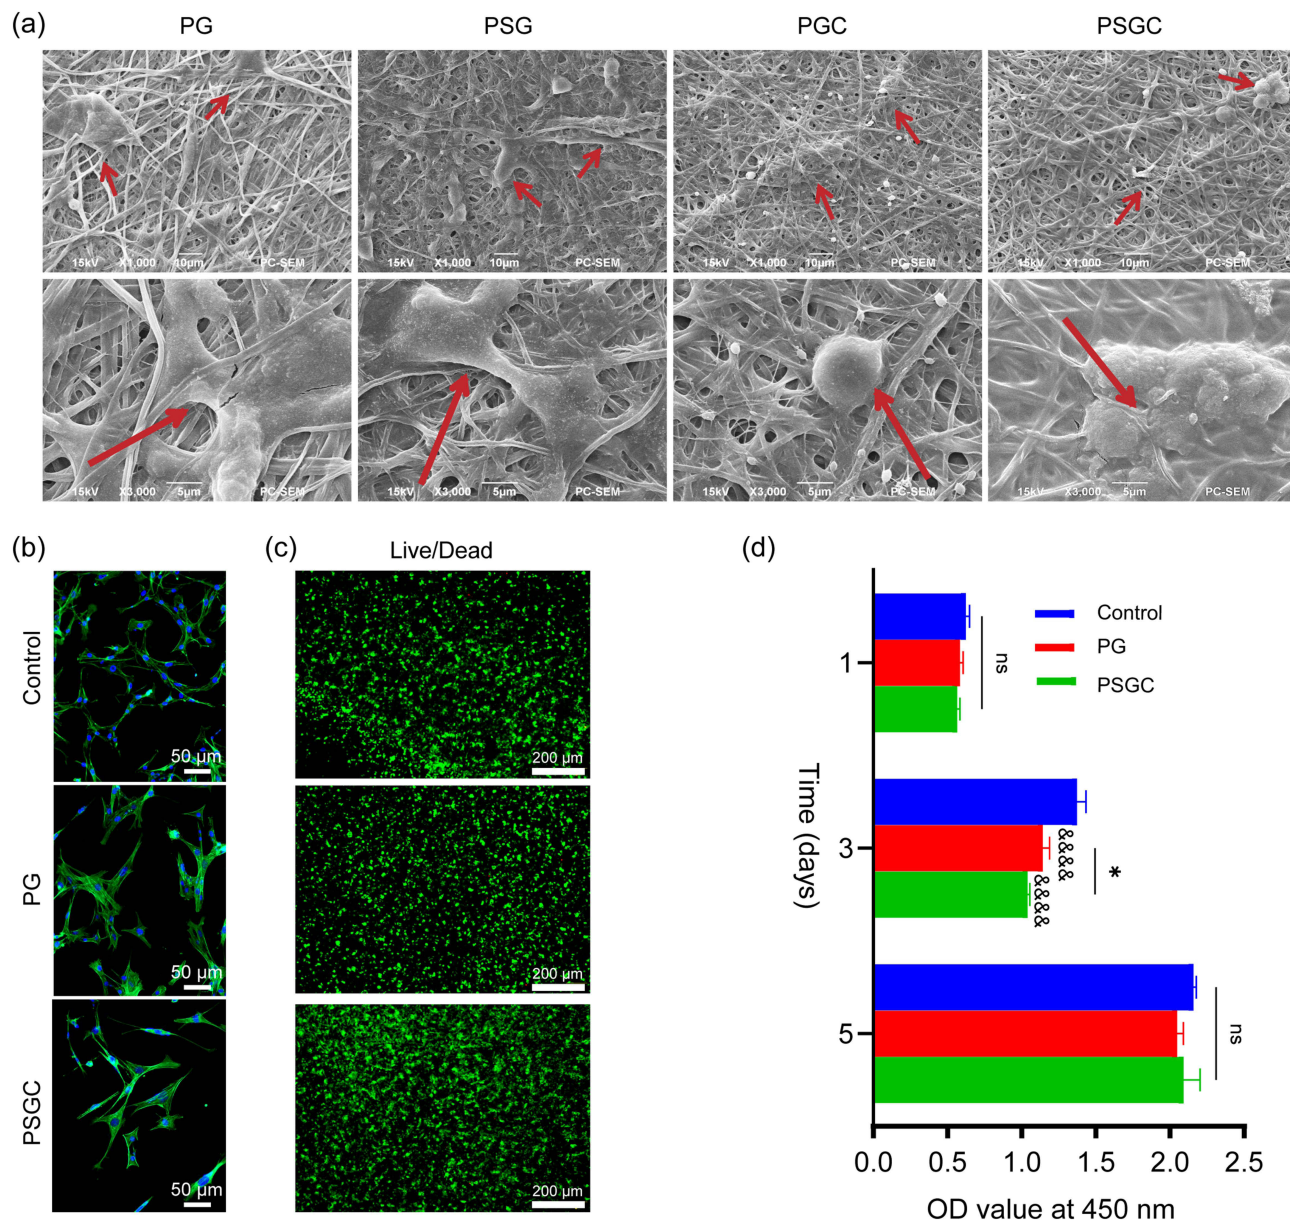 (a)
PG
PSG
PGC
PSGC
15kV X1,000 10µm PC-SEM
15kV X1,000 10µm PC-SEM
15kV X1,000 10µm PC-SEM
15kV X1,000 10µm PC-SEM
15kV X3,000 5µm PC-SEM
15kV X3,000 5µm PC-SEM
15kV X3,000 5µm PC-SEM
15kV X3,000 5µm PC-SEM
(b)
Control
50 µm
PG
50 µm
PSGC
50 µm
(c)
Live/Dead
200 µm
200 µm
200 µm
(d)
Control
PG
PSGC
ns
&&&&
&&&&
*
ns
1
3
5
Time (days)
0.0 0.5 1.0 1.5 2.0 2.5
OD value at 450 nm